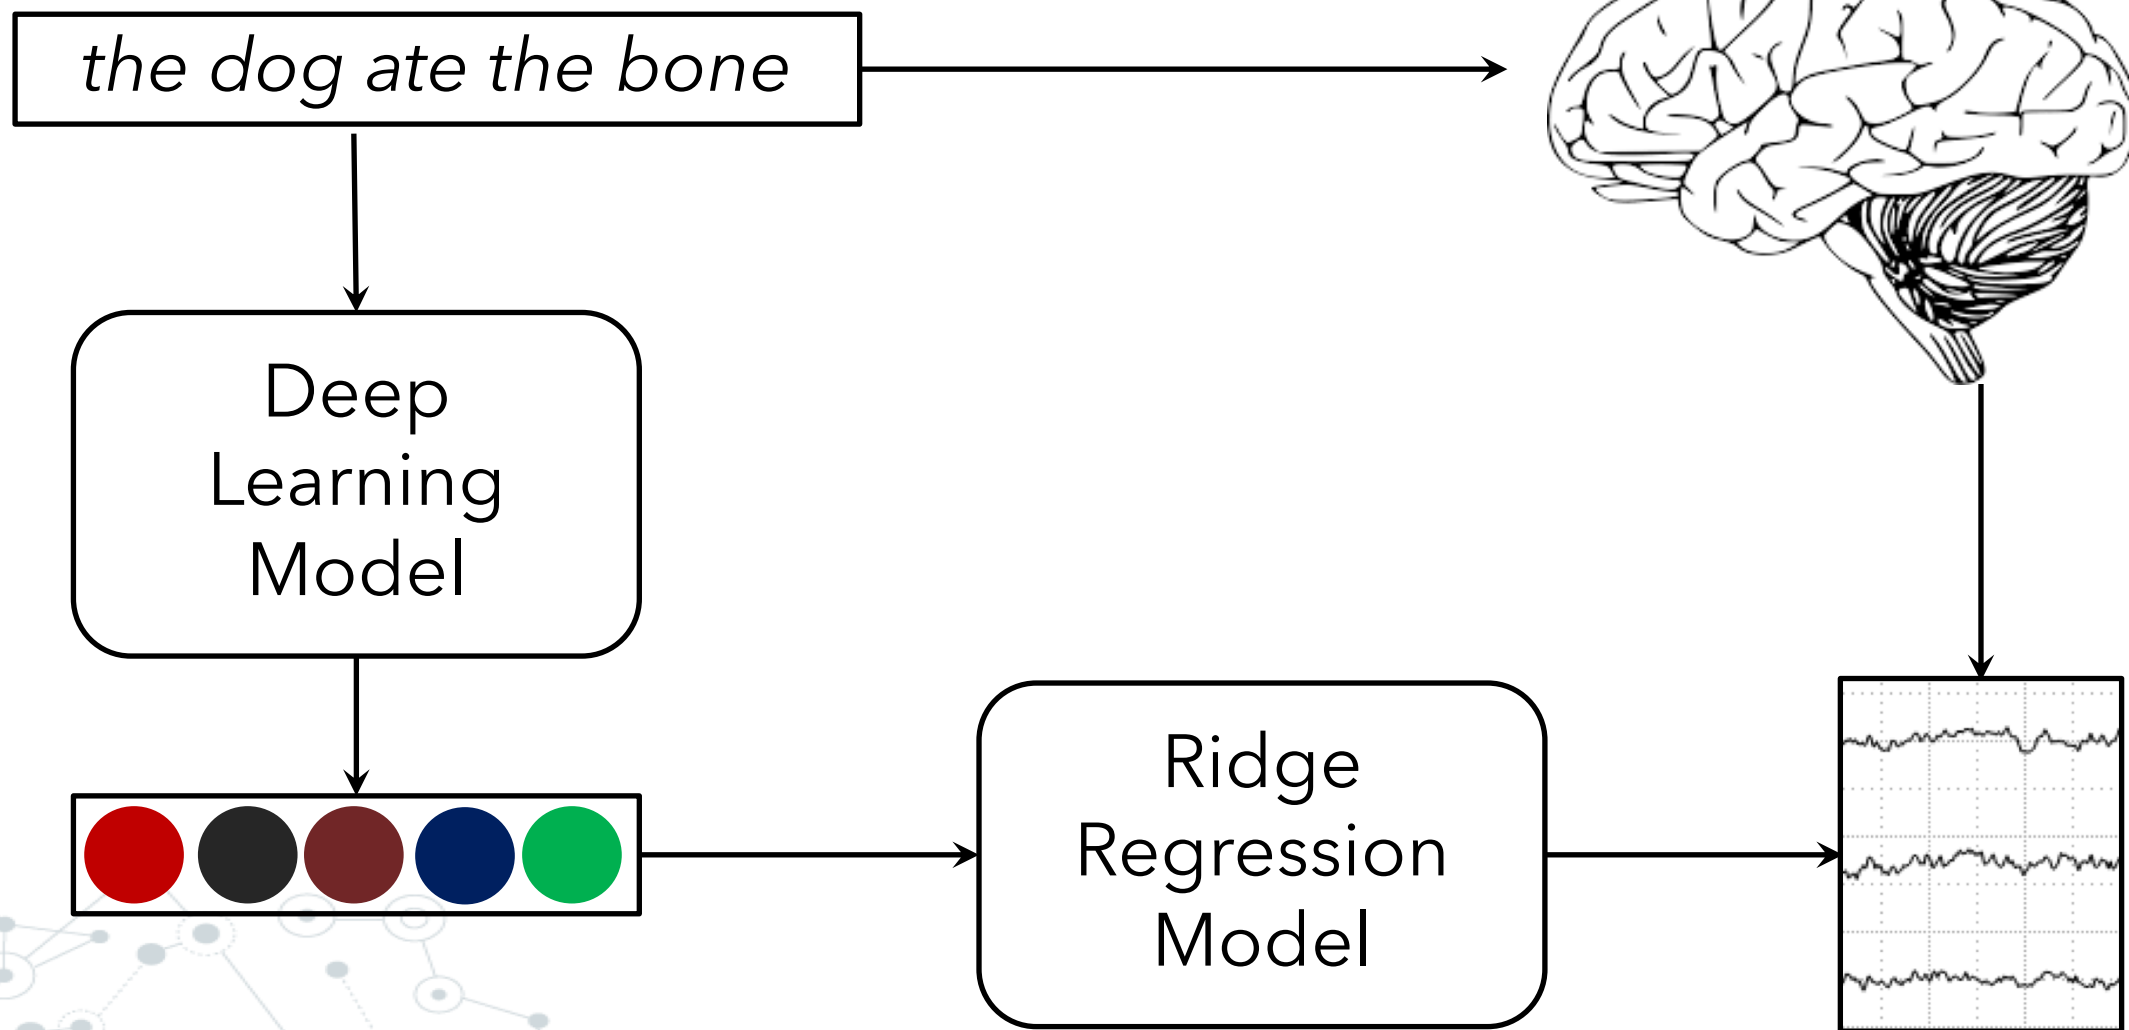 the dog ate the bone
Deep
Learning
Model
Ridge
Regression
Model